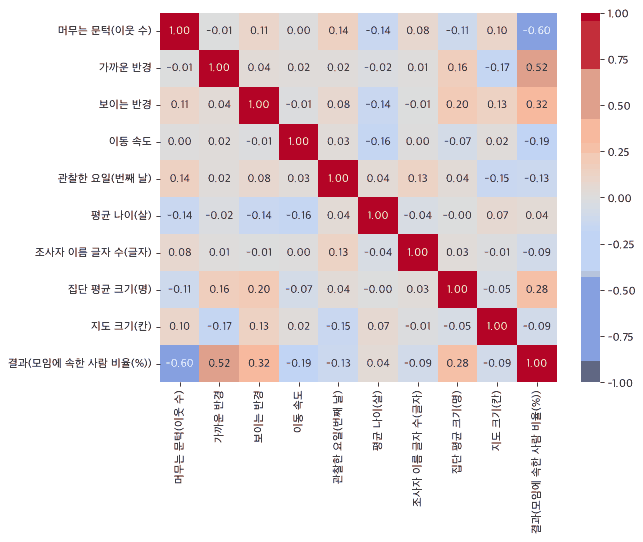 머무는 문턱(이웃 수) 1.00 -0.01 0.11 0.00 0.14 -0.14 0.08 -0.11 0.10 -0.60
가까운 반경 -0.01 1.00 0.04 0.02 0.02 -0.02 0.01 0.16 -0.17 0.52
보이는 반경 0.11 0.04 1.00 -0.01 0.08 -0.14 -0.01 0.20 0.13 0.32
이동 속도 0.00 0.02 -0.01 1.00 0.03 -0.16 0.00 -0.07 0.02 -0.19
관찰한 요일(번째 날) 0.14 0.02 0.08 0.03 1.00 0.04 0.13 0.04 -0.15 -0.13
평균 나이(살) -0.14 -0.02 -0.14 -0.16 0.04 1.00 -0.04 -0.00 0.07 0.04
조사자 이름 글자 수(글자) 0.08 0.01 -0.01 0.00 0.13 -0.04 1.00 0.03 -0.01 -0.09
집단 평균 크기(명) -0.11 0.16 0.20 -0.07 0.04 -0.00 0.03 1.00 -0.05 0.28
지도 크기(칸) 0.10 -0.17 0.13 0.02 -0.15 0.07 -0.01 -0.05 1.00 -0.09
결과(모임에 속한 사람 비율(%)) -0.60 0.52 0.32 -0.19 -0.13 0.04 -0.09 0.28 -0.09 1.00
머무는 문턱(이웃 수)
가까운 반경
보이는 반경
이동 속도
관찰한 요일(번째 날)
평균 나이(살)
조사자 이름 글자 수(글자)
집단 평균 크기(명)
지도 크기(칸)
결과(모임에 속한 사람 비율(%))
1.00
0.75
0.50
0.25
0.00
-0.25
-0.50
-0.75
-1.00